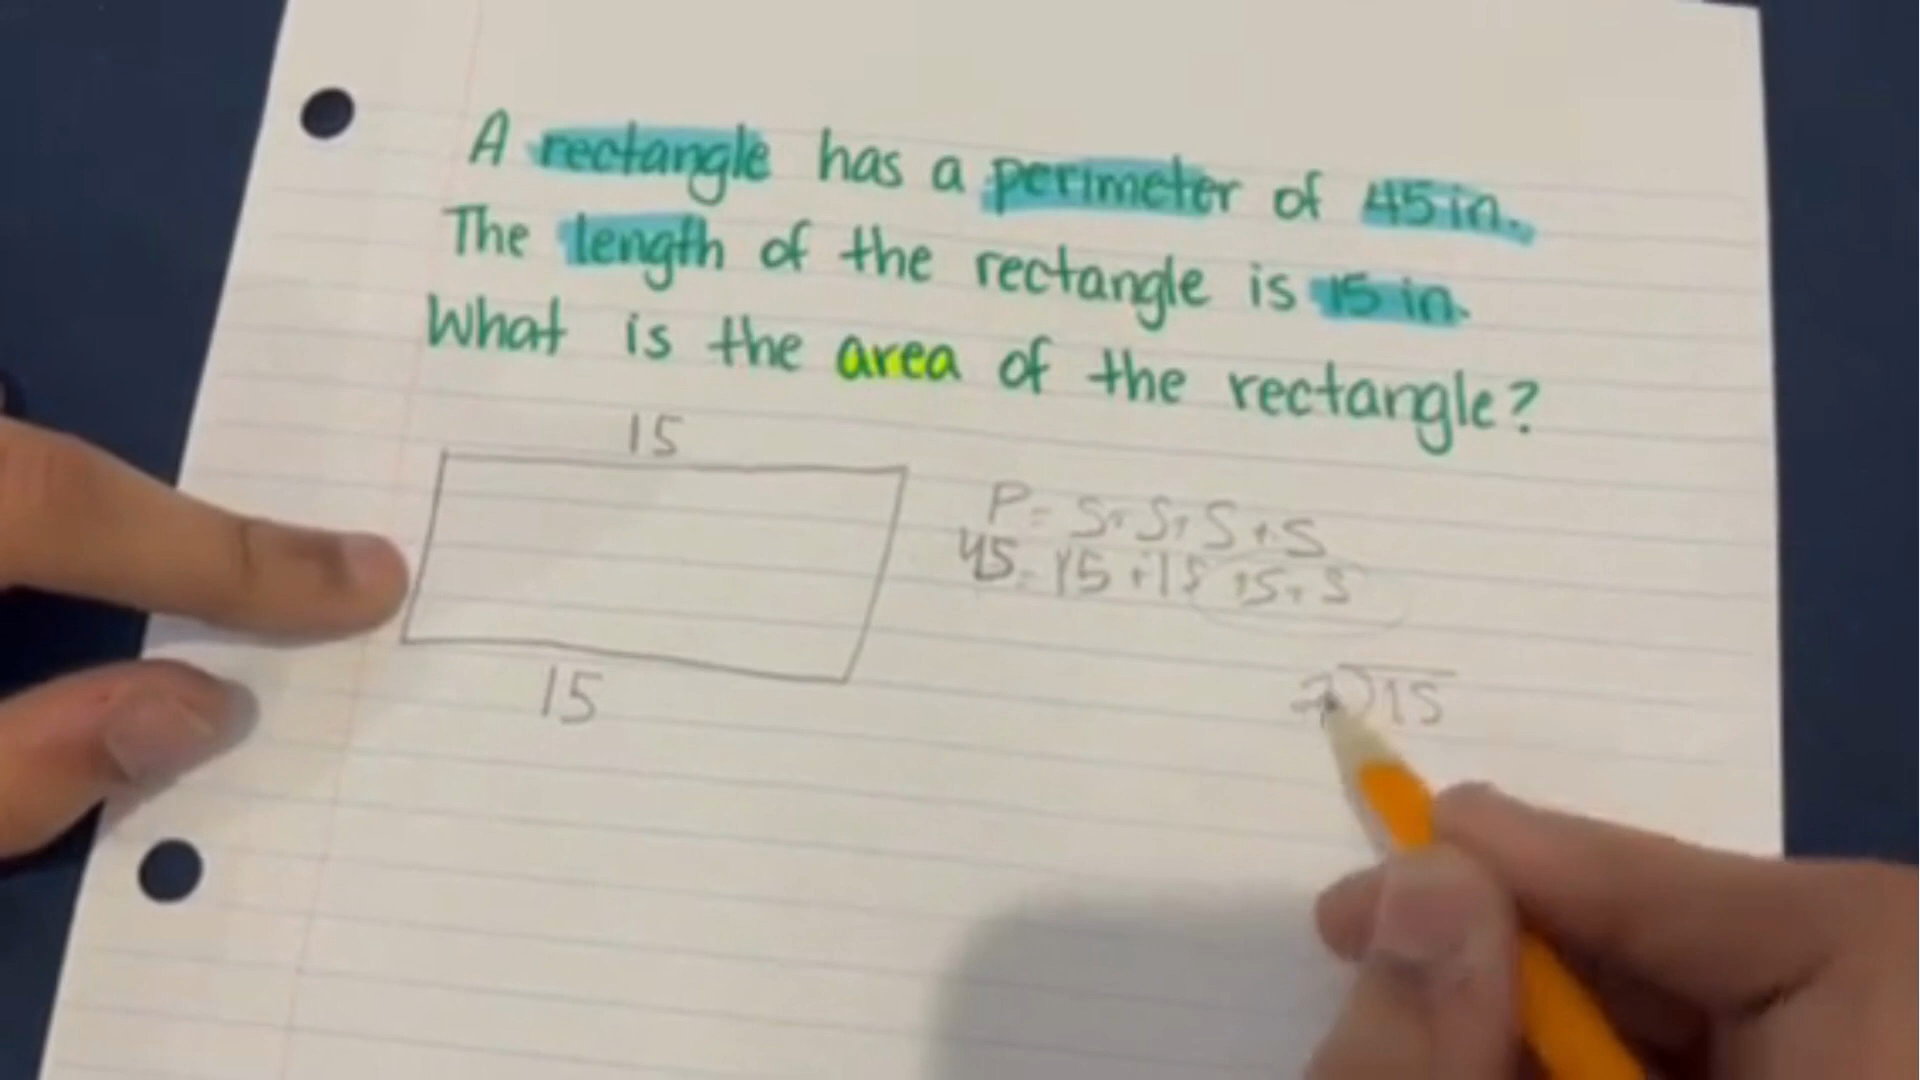 A rectangle has a perimeter of 45 in.
The length of the rectangle is 15 in.
What is the area of the rectangle?
15
P = S + S + S + S
45 = 15 + 15 + S + S
15
2)15